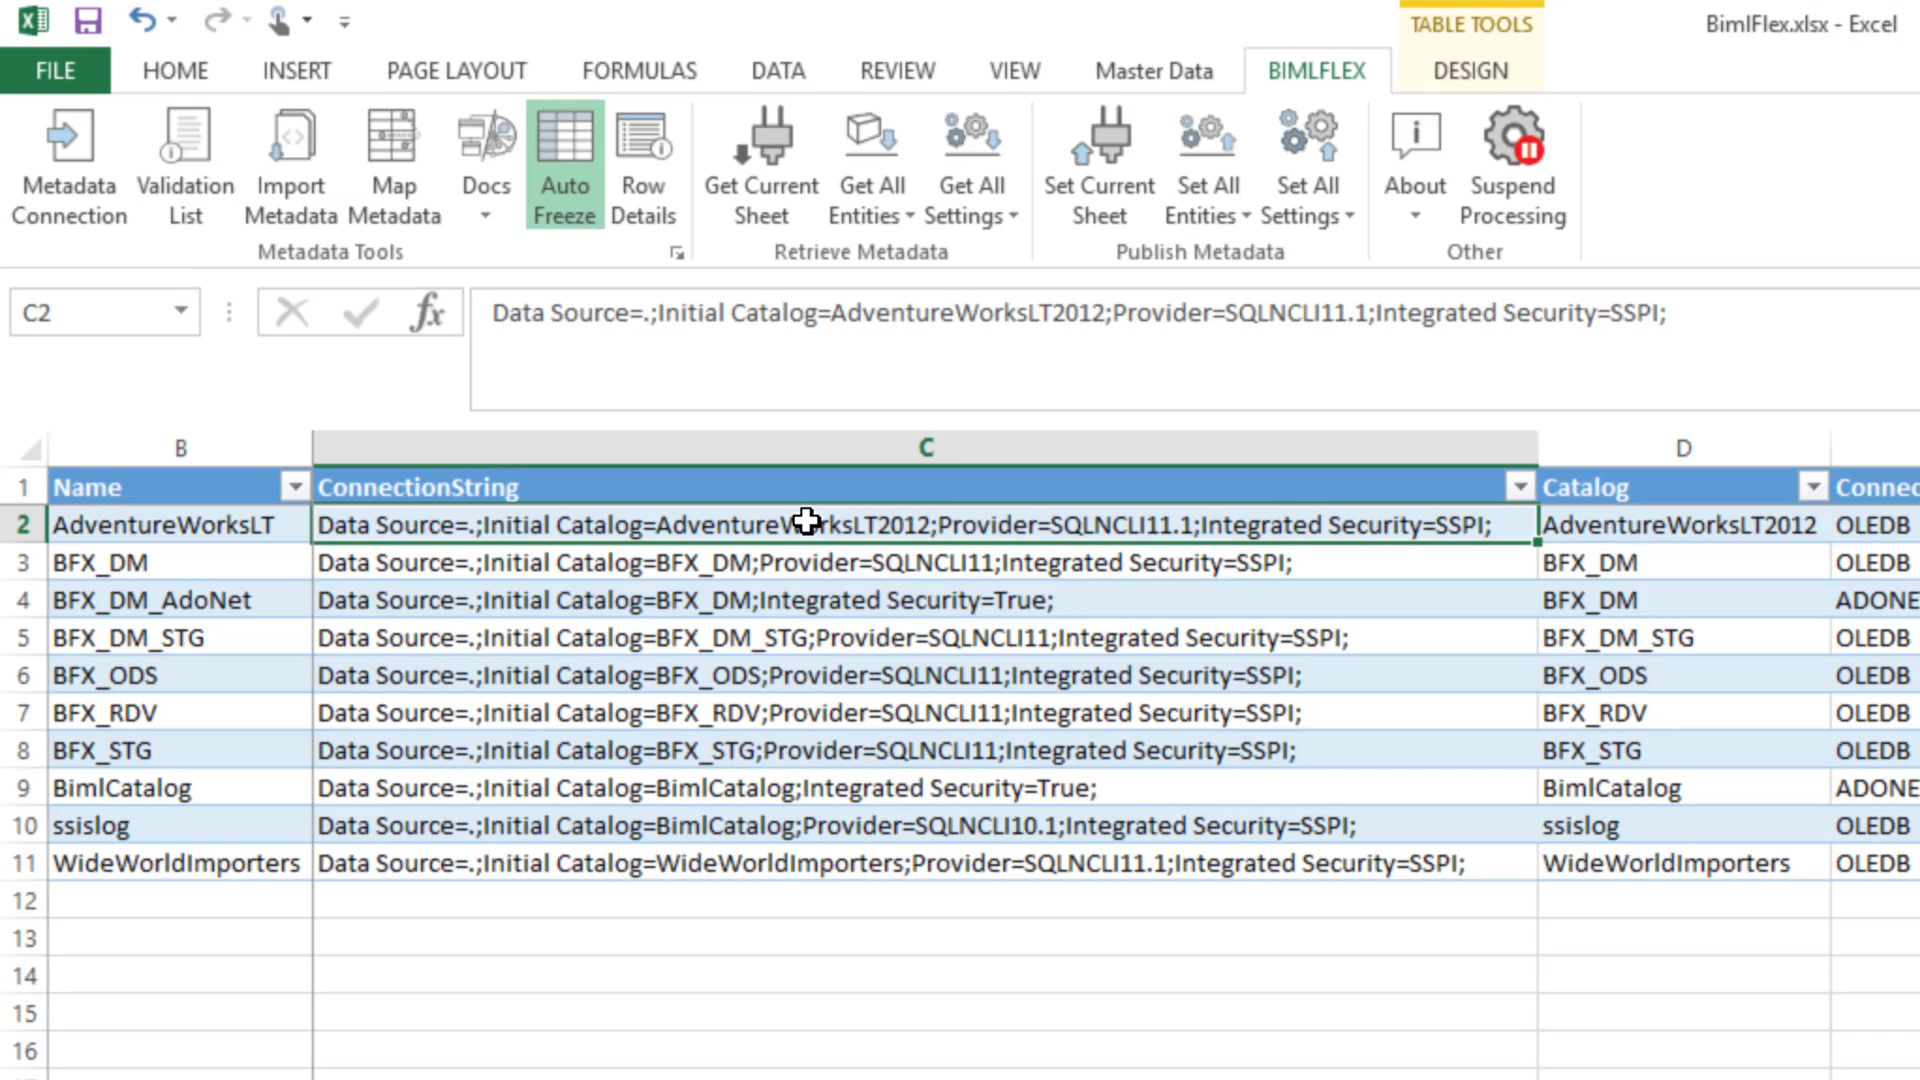 TABLE TOOLS
BimlFlex.xlsx - Excel
FILE HOME INSERT PAGE LAYOUT FORMULAS DATA REVIEW VIEW Master Data BIMLFLEX DESIGN
Metadata Connection
Validation List
Import Metadata
Map Metadata
Docs
Auto Freeze
Row Details
Get Current Sheet
Get All Entities
Get All Settings
Set Current Sheet
Set All Entities
Set All Settings
About
Suspend Processing
Metadata Tools Retrieve Metadata Publish Metadata Other
C2 fx Data Source=.;Initial Catalog=AdventureWorksLT2012;Provider=SQLNCLI11.1;Integrated Security=SSPI;
B C D
1 Name ConnectionString Catalog Connec
2 AdventureWorksLT Data Source=.;Initial Catalog=AdventureWorksLT2012;Provider=SQLNCLI11.1;Integrated Security=SSPI; AdventureWorksLT2012 OLEDB
3 BFX_DM Data Source=.;Initial Catalog=BFX_DM;Provider=SQLNCLI11;Integrated Security=SSPI; BFX_DM OLEDB
4 BFX_DM_AdoNet Data Source=.;Initial Catalog=BFX_DM;Integrated Security=True; BFX_DM ADONE
5 BFX_DM_STG Data Source=.;Initial Catalog=BFX_DM_STG;Provider=SQLNCLI11;Integrated Security=SSPI; BFX_DM_STG OLEDB
6 BFX_ODS Data Source=.;Initial Catalog=BFX_ODS;Provider=SQLNCLI11;Integrated Security=SSPI; BFX_ODS OLEDB
7 BFX_RDV Data Source=.;Initial Catalog=BFX_RDV;Provider=SQLNCLI11;Integrated Security=SSPI; BFX_RDV OLEDB
8 BFX_STG Data Source=.;Initial Catalog=BFX_STG;Provider=SQLNCLI11;Integrated Security=SSPI; BFX_STG OLEDB
9 BimlCatalog Data Source=.;Initial Catalog=BimlCatalog;Integrated Security=True; BimlCatalog ADONE
10 ssislog Data Source=.;Initial Catalog=BimlCatalog;Provider=SQLNCLI10.1;Integrated Security=SSPI; ssislog OLEDB
11 WideWorldImporters Data Source=.;Initial Catalog=WideWorldImporters;Provider=SQLNCLI11.1;Integrated Security=SSPI; WideWorldImporters OLEDB
12
13
14
15
16